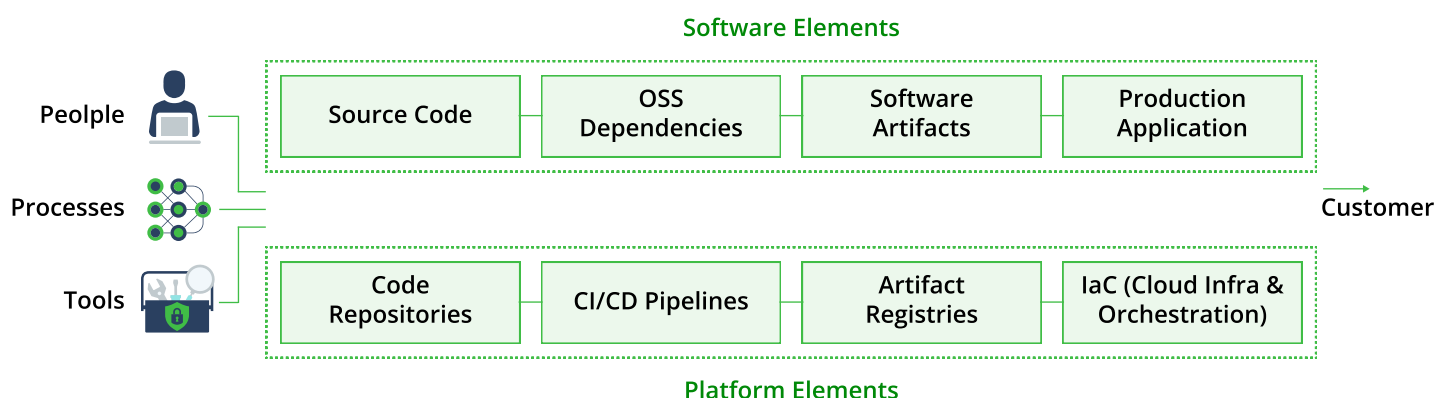 Software Elements
Peolple
Source Code
OSS
Dependencies
Software
Artifacts
Production
Application
Processes
Customer
Tools
Code
Repositories
CI/CD Pipelines
Artifact
Registries
IaC (Cloud Infra &
Orchestration)
Platform Elements